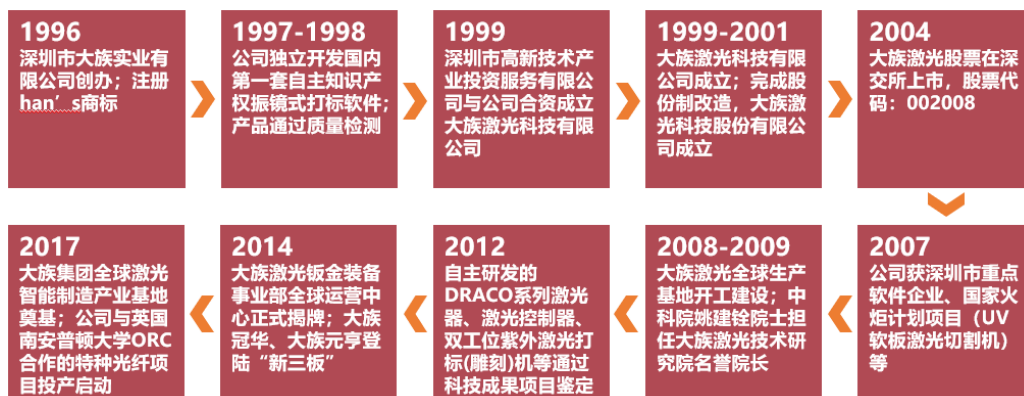 1996
深圳市大族实业有
限公司创办；注册
han’s商标
1997-1998
公司独立开发国内
第一套自主知识产
权振镜式打标软件；
产品通过质量检测
1999
深圳市高新技术产
业投资服务有限公
司与公司合资成立
大族激光科技有限
公司
1999-2001
大族激光科技有限
公司成立；完成股
份制改造，大族激
光科技股份有限公
司成立
2004
大族激光股票在深
交所上市，股票代
码：002008
2007
公司获深圳市重点
软件企业、国家火
炬计划项目（UV
软板激光切割机）
等
2008-2009
大族激光全球生产
基地开工建设；中
科院姚建铨院士担
任大族激光技术研
究院名誉院长
2012
自主研发的
DRACO系列激光
器、激光控制器、
双工位紫外激光打
标(雕刻)机等通过
科技成果项目鉴定
2014
大族激光钣金装备
事业部全球运营中
心正式揭牌；大族
冠华、大族元亨登
陆“新三板”
2017
大族集团全球激光
智能制造产业基地
奠基；公司与英国
南安普顿大学ORC
合作的特种光纤项
目投产启动